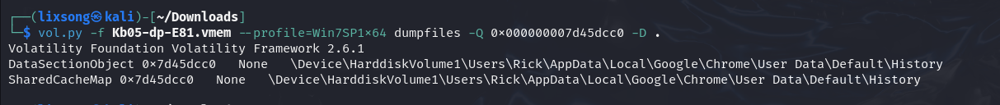 ┌──(lixsong㉿kali)-[~/Downloads]
└─$ vol.py -f Kb05-dp-E81.vmem --profile=Win7SP1x64 dumpfiles -Q 0x000000007d45dcc0 -D .
Volatility Foundation Volatility Framework 2.6.1
DataSectionObject 0x7d45dcc0   None   \Device\HarddiskVolume1\Users\Rick\AppData\Local\Google\Chrome\User Data\Default\History
SharedCacheMap 0x7d45dcc0   None   \Device\HarddiskVolume1\Users\Rick\AppData\Local\Google\Chrome\User Data\Default\History